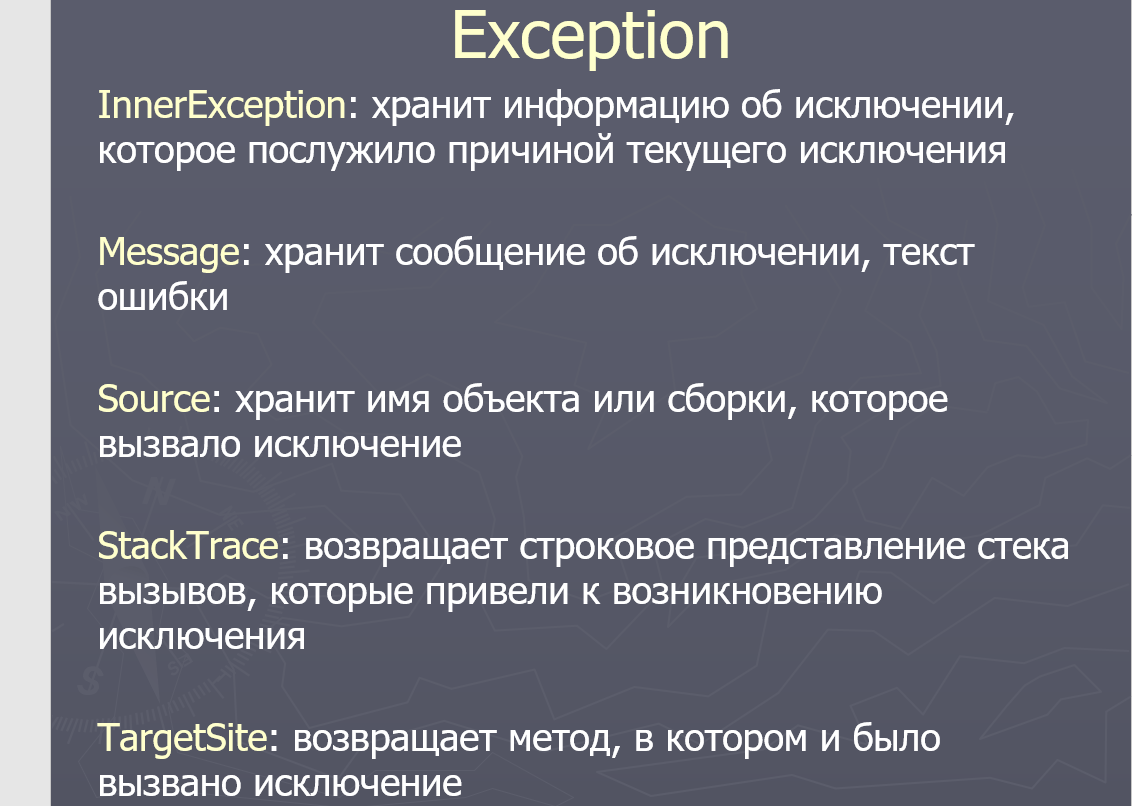 Exception
InnerException: хранит информацию об исключении,
которое послужило причиной текущего исключения
Message: хранит сообщение об исключении, текст
ошибки
Source: хранит имя объекта или сборки, которое
вызвало исключение
StackTrace: возвращает строковое представление стека
вызывов, которые привели к возникновению
исключения
TargetSite: возвращает метод, в котором и было
вызвано исключение